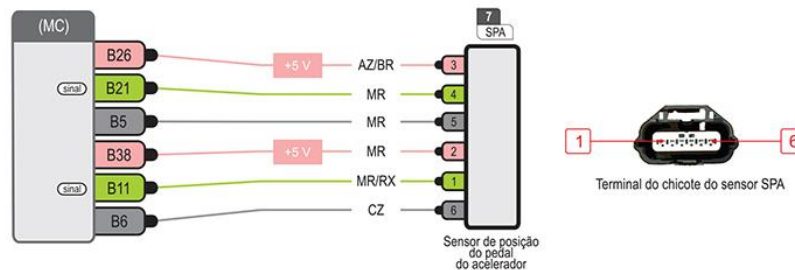 (MC)
7
SPA
B26
+5 V
AZ/BR
3
sinal
B21
MR
4
B5
MR
5
B38
+5 V
MR
2
sinal
B11
MR/RX
1
B6
CZ
6
Sensor de posição
do pedal
do acelerador
1
6
Terminal do chicote do sensor SPA